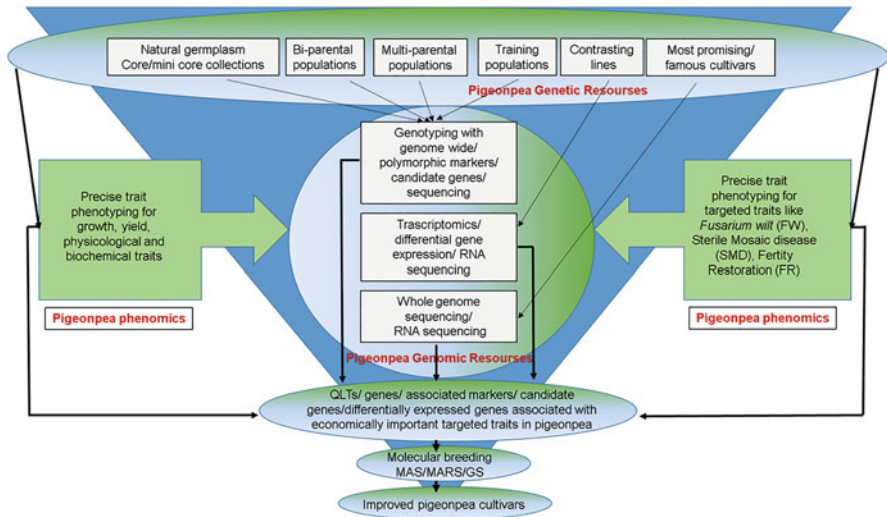 Natural germplasm
Core/mini core collections
Bi-parental
populations
Multi-parental
populations
Training
populations
Contrasting
lines
Most promising/
famous cultivars
Pigeonpea Genetic Resourses
Genotyping with
genome wide/
polymorphic markers/
candidate genes/
sequencing
Precise trait
phenotyping for
growth, yield,
physicological and
biochemical traits
Precise trait
phenotyping for
targeted traits like
Fusarium wilt (FW),
Sterile Mosaic disease
(SMD), Fertity
Restoration (FR)
Trascriptomics/
differential gene
expression/ RNA
sequencing
Whole genome
sequencing/
RNA sequencing
Pigeonpea phenomics
Pigeonpea phenomics
Pigeonpea Genomic Resourses
QLTs/ genes/ associated markers/ candidate
genes/differentially expressed genes associated with
economically important targeted traits in pigeonpea
Molecular breeding
MAS/MARS/GS
Improved pigeonpea cultivars